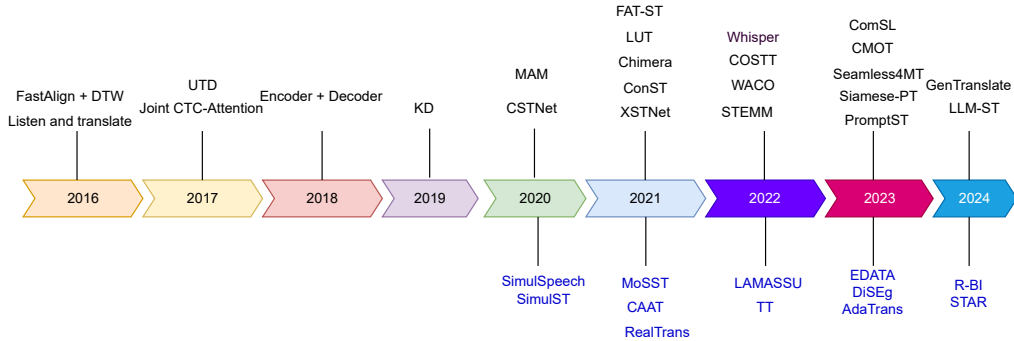 FastAlign + DTW
Listen and translate
UTD
Joint CTC-Attention
Encoder + Decoder
KD
MAM
CSTNet
FAT-ST
LUT
Chimera
ConST
XSTNet
Whisper
COSTT
WACO
STEMM
ComSL
CMOT
Seamless4MT
Siamese-PT
PromptST
GenTranslate
LLM-ST
2016
2017
2018
2019
2020
2021
2022
2023
2024
SimulSpeech
SimulST
MoSST
CAAT
RealTrans
LAMASSU
TT
EDATA
DiSEg
AdaTrans
R-BI
STAR